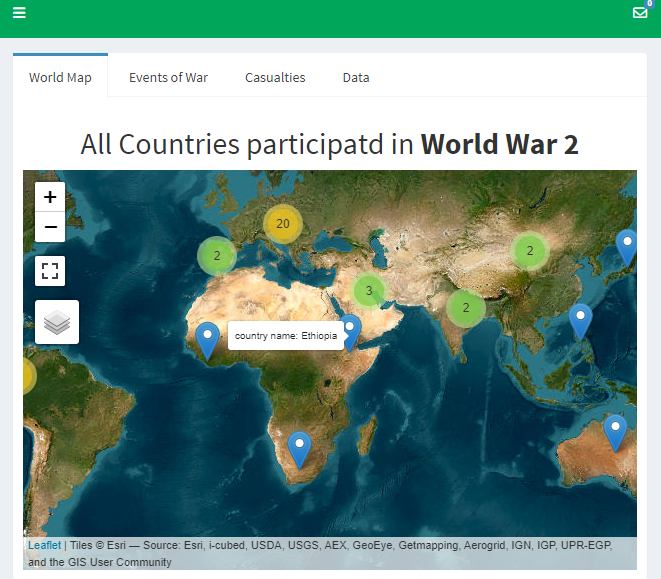 0
World Map Events of War Casualties Data
All Countries participatd in World War 2
+
−
20
2
2
3
2
country name: Ethiopia
Leaflet | Tiles © Esri — Source: Esri, i-cubed, USDA, USGS, AEX, GeoEye, Getmapping, Aerogrid, IGN, IGP, UPR-EGP,
and the GIS User Community